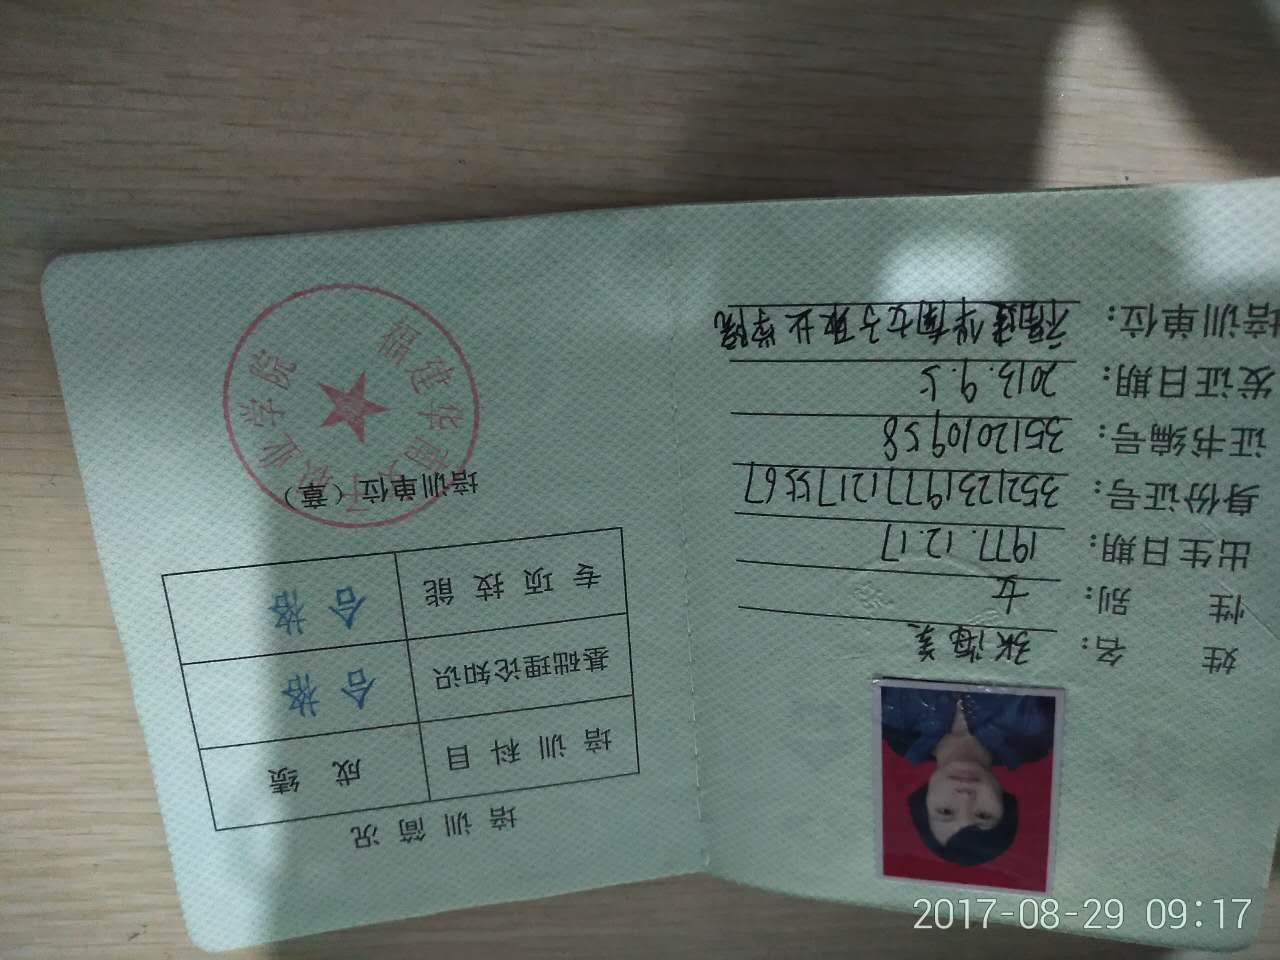 姓 名：张海美
性 别：女
出生日期：1977.12.17
身份证号：352123197712175567
证书编号：3512010958
发证日期：2013.9.5
培训单位：福建华南女子职业学院
培训简况
培训科目 成绩
基础理论知识 合格
专项技能 合格
培训单位（章）
福建华南女子职业学院
2017-08-29 09:17